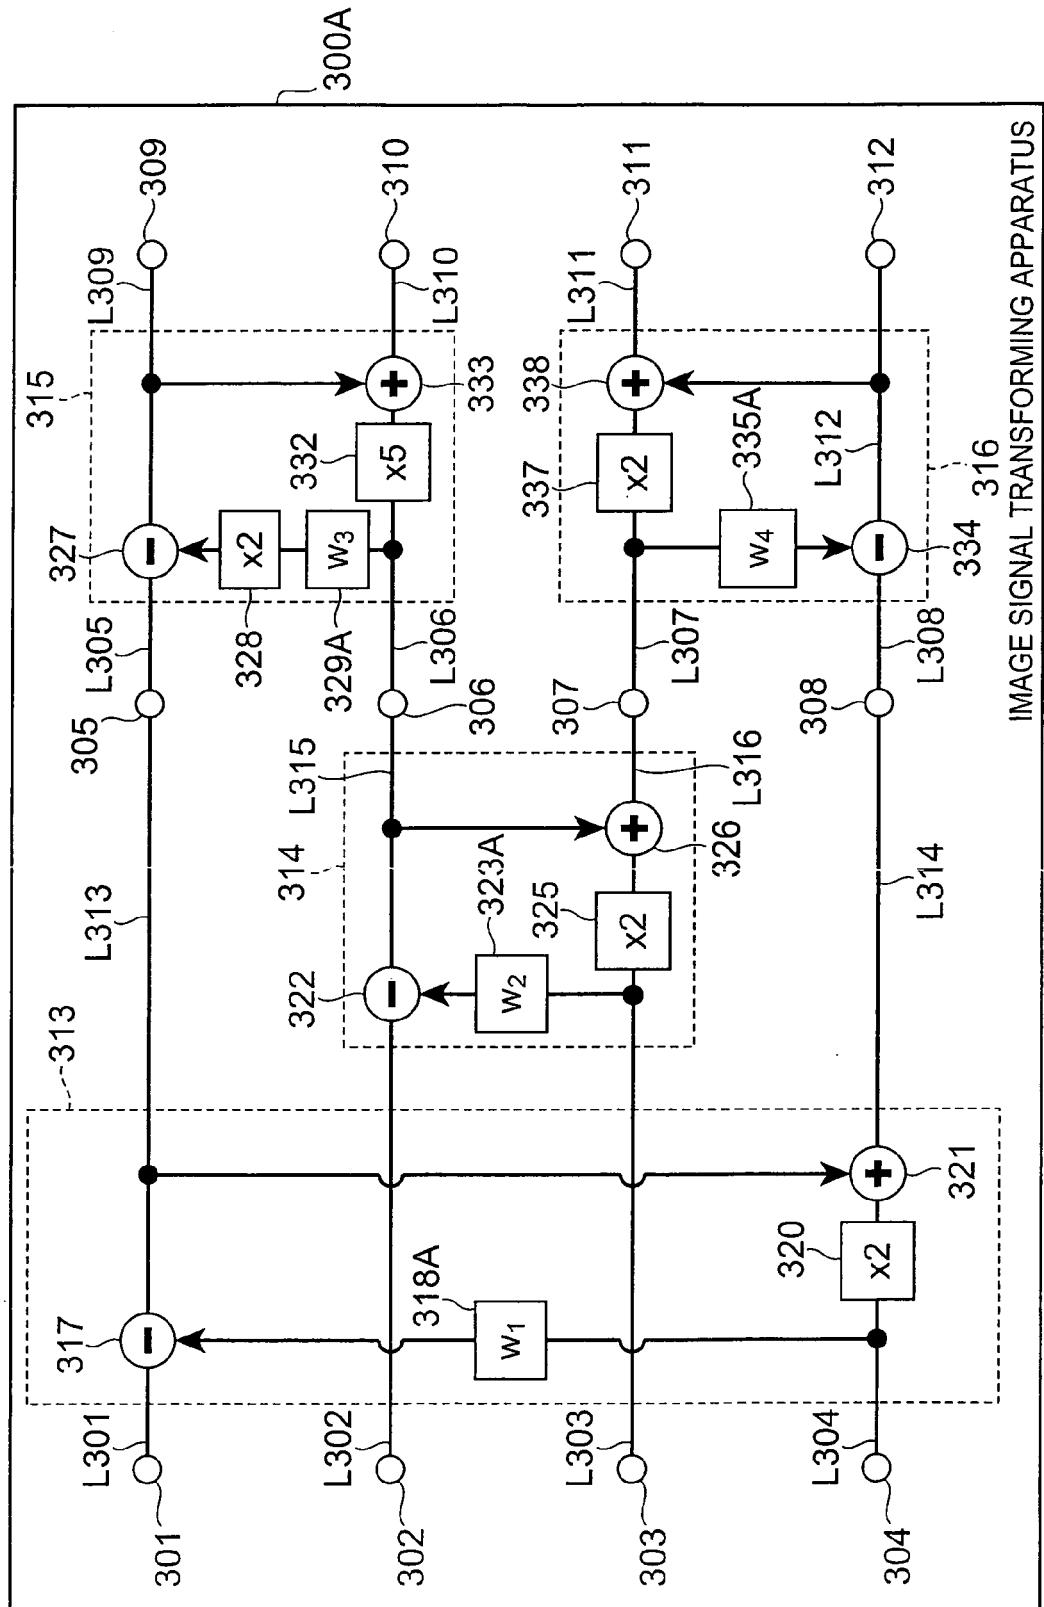 300A
313
L313
305
L305
327
315
L309
309
317
L301
301
328
x2
329A
W3
332
x5
333
L310
310
314
L315
306
L306
322
323A
W2
325
x2
326
L316
307
L307
318A
W1
L302
302
L303
303
337
x2
338
L311
311
335A
W4
L312
312
334
316
308
L308
L314
320
x2
321
L304
304
IMAGE SIGNAL TRANSFORMING APPARATUS